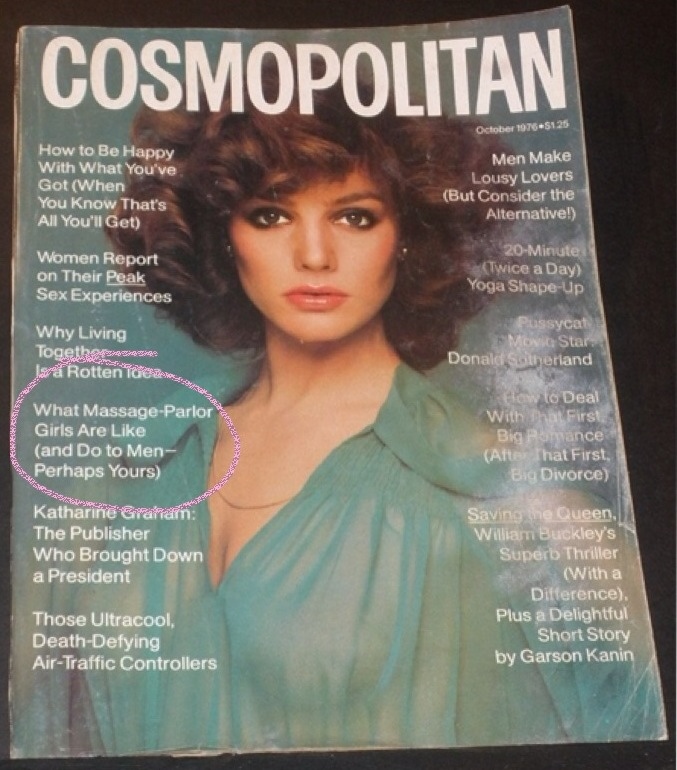 COSMOPOLITAN
October 1976•$1.25
How to Be Happy
With What You've
Got (When
You Know That's
All You'll Get)
Women Report
on Their Peak
Sex Experiences
Why Living
Together
Is a Rotten Idea
What Massage-Parlor
Girls Are Like
(and Do to Men—
Perhaps Yours)
Katharine Graham:
The Publisher
Who Brought Down
a President
Those Ultracool,
Death-Defying
Air-Traffic Controllers
Men Make
Lousy Lovers
(But Consider the
Alternative!)
20-Minute
(Twice a Day)
Yoga Shape-Up
Pussycat
Movie Star:
Donald Sutherland
How to Deal
With That First,
Big Romance
(After That First,
Big Divorce)
Saving the Queen,
William Buckley's
Superb Thriller
(With a
Difference),
Plus a Delightful
Short Story
by Garson Kanin